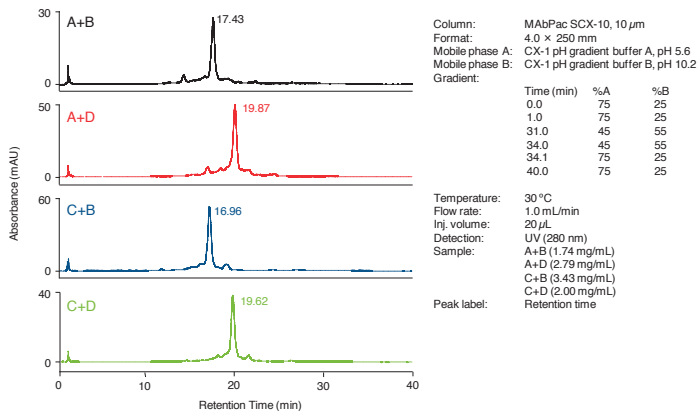 30
A+B
17.43
0
50
A+D
19.87
0
60
C+B
16.96
0
40
C+D
19.62
0
0 10 20 30 40
Absorbance (mAU)
Retention Time (min)
Column: MAbPac SCX-10, 10 µm
Format: 4.0 × 250 mm
Mobile phase A: CX-1 pH gradient buffer A, pH 5.6
Mobile phase B: CX-1 pH gradient buffer B, pH 10.2
Gradient:
Time (min) %A %B
0.0 75 25
1.0 75 25
31.0 45 55
34.0 45 55
34.1 75 25
40.0 75 25
Temperature: 30 °C
Flow rate: 1.0 mL/min
Inj. volume: 20 µL
Detection: UV (280 nm)
Sample: A+B (1.74 mg/mL)
A+D (2.79 mg/mL)
C+B (3.43 mg/mL)
C+D (2.00 mg/mL)
Peak label: Retention time